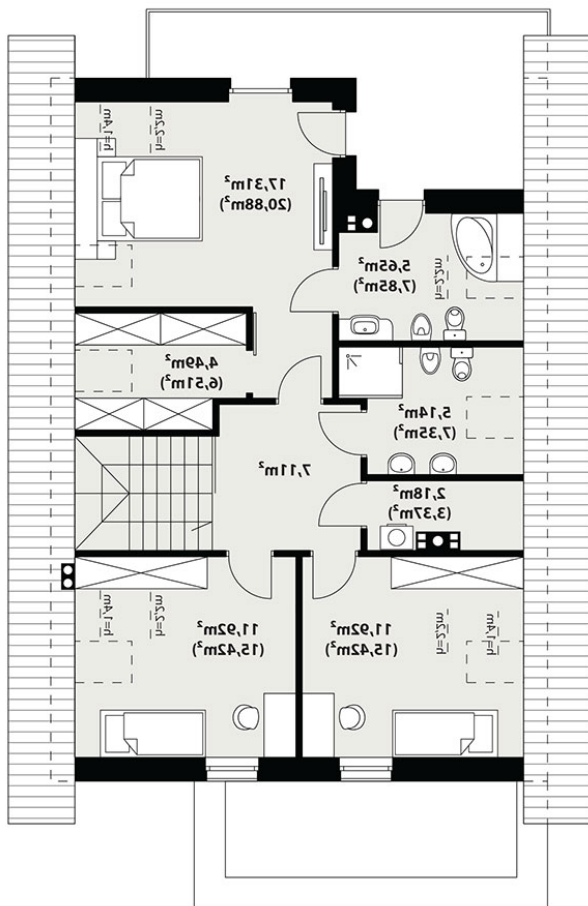 h=1,4m
h=2,2m
17,31m²
(20,88m²)
5,65m²
(7,85m²)
h=2,2m
4,49m²
(6,51m²)
5,14m²
(7,35m²)
7,11m²
2,18m²
(3,37m²)
h=1,4m
h=2,2m
11,92m²
(15,42m²)
11,92m²
(15,42m²)
h=2,2m
h=1,4m